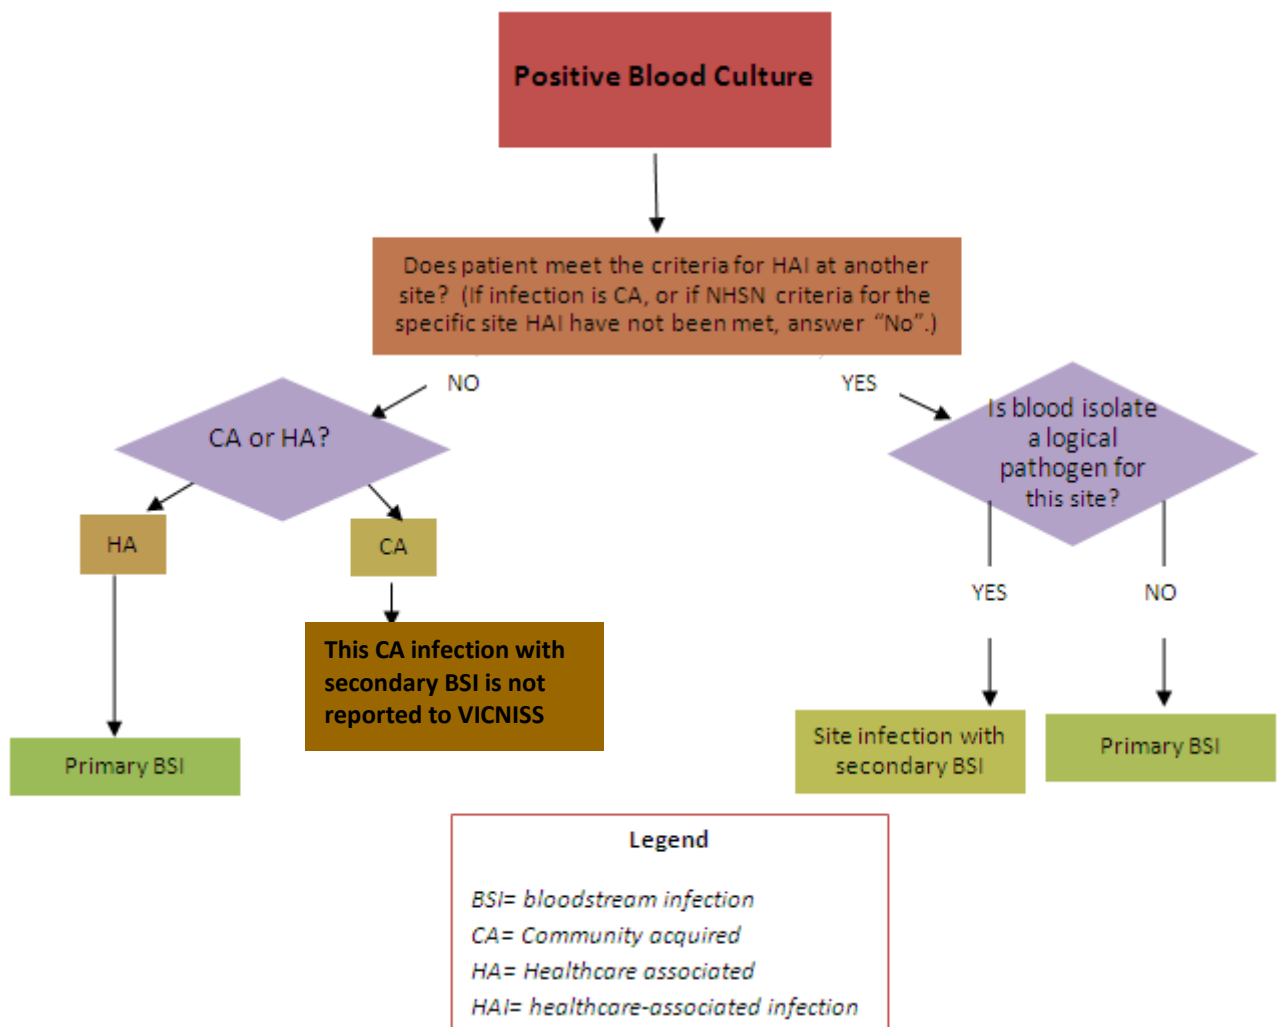 Positive Blood Culture
Does patient meet the criteria for HAI at another
site? (If infection is CA, or if NHSN criteria for the
specific site HAI have not been met, answer “No”.)
NO
YES
CA or HA?
Is blood isolate
a logical
pathogen for
this site?
HA
CA
YES
NO
This CA infection with
secondary BSI is not
reported to VICNISS
Primary BSI
Site infection with
secondary BSI
Primary BSI
Legend
BSI= bloodstream infection
CA= Community acquired
HA= Healthcare associated
HAI= healthcare-associated infection